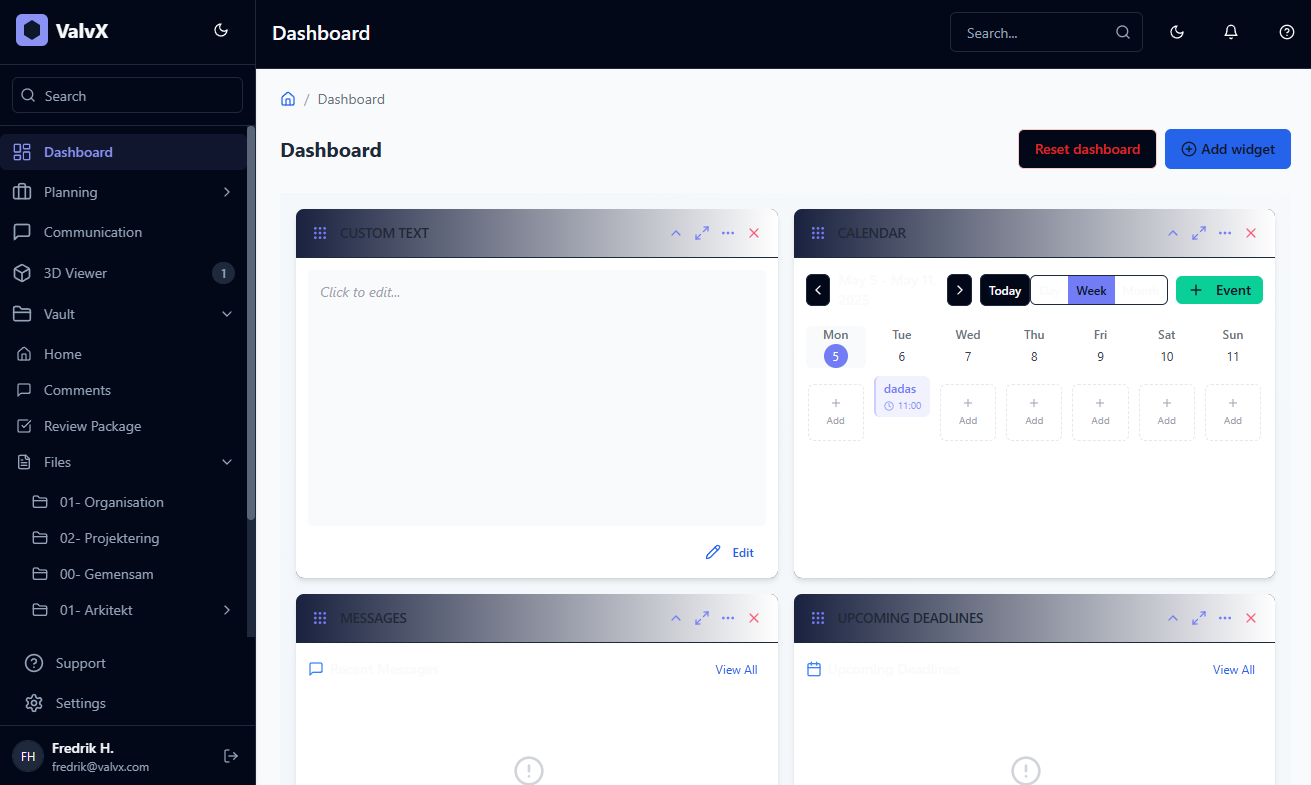 ValvX
Search
Dashboard
Planning
Communication
3D Viewer
1
Vault
Home
Comments
Review Package
Files
01- Organisation
02- Projektering
00- Gemensam
01- Arkitekt
Support
Settings
FH
Fredrik H.
fredrik@valvx.com
Dashboard
Search...
/ Dashboard
Dashboard
Reset dashboard
Add widget
CUSTOM TEXT
Click to edit...
Edit
CALENDAR
May 5 - May 11,
2025
Today
Week
Month
+ Event
Mon Tue Wed Thu Fri Sat Sun
5 6 7 8 9 10 11
dadas
11:00
+ + + + + +
Add Add Add Add Add Add
MESSAGES
Recent Messages
View All
UPCOMING DEADLINES
Upcoming Deadlines
View All